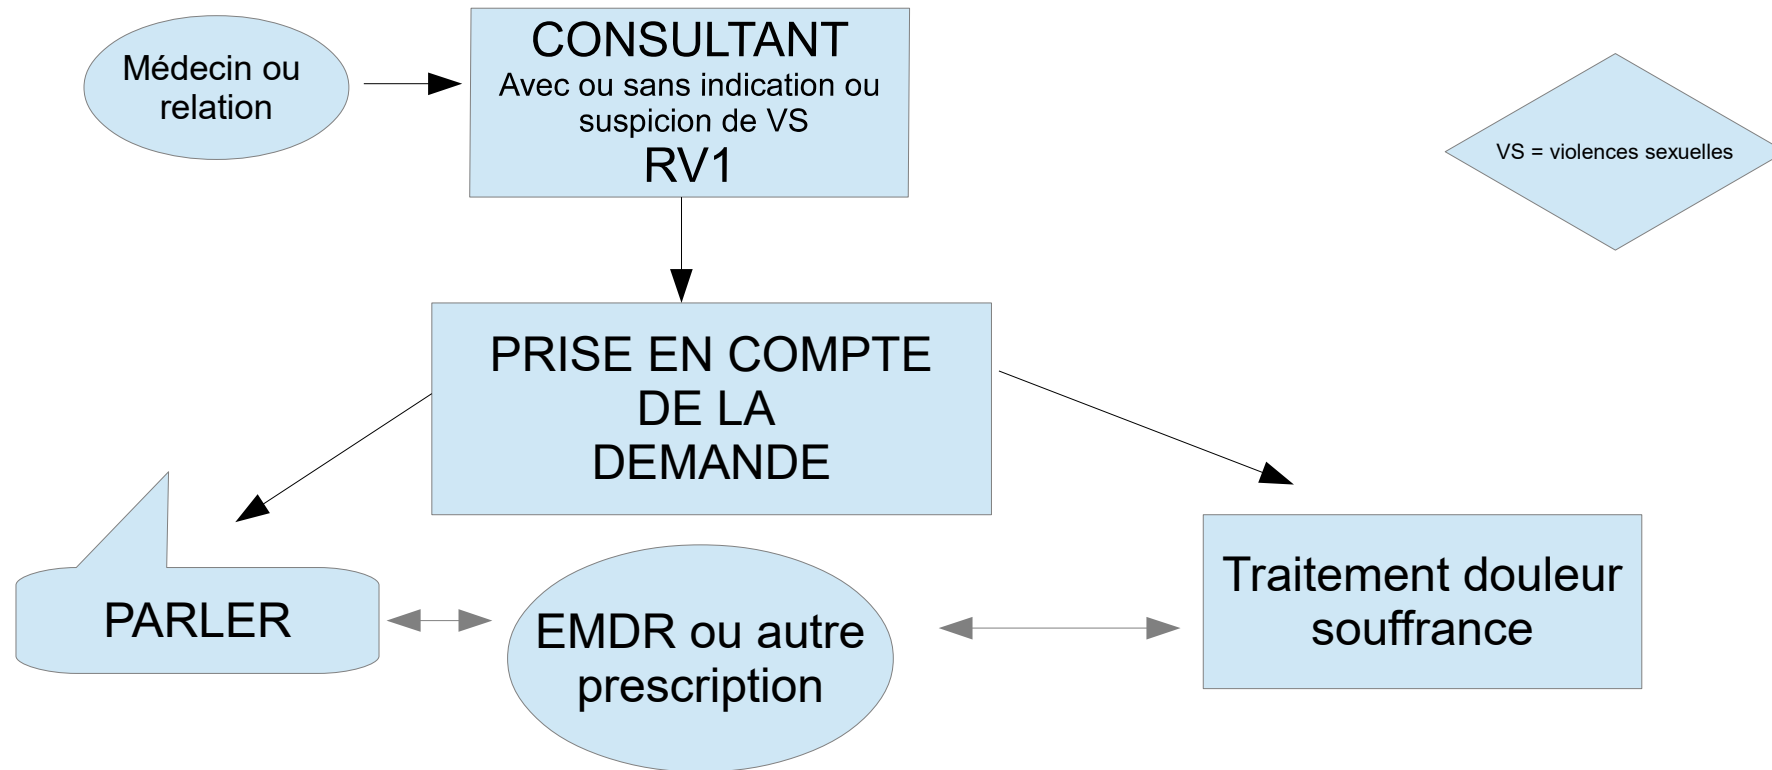 Médecin ou
relation
CONSULTANT
Avec ou sans indication ou
suspicion de VS
RV1
VS = violences sexuelles
PRISE EN COMPTE
DE LA
DEMANDE
PARLER
EMDR ou autre
prescription
Traitement douleur
souffrance